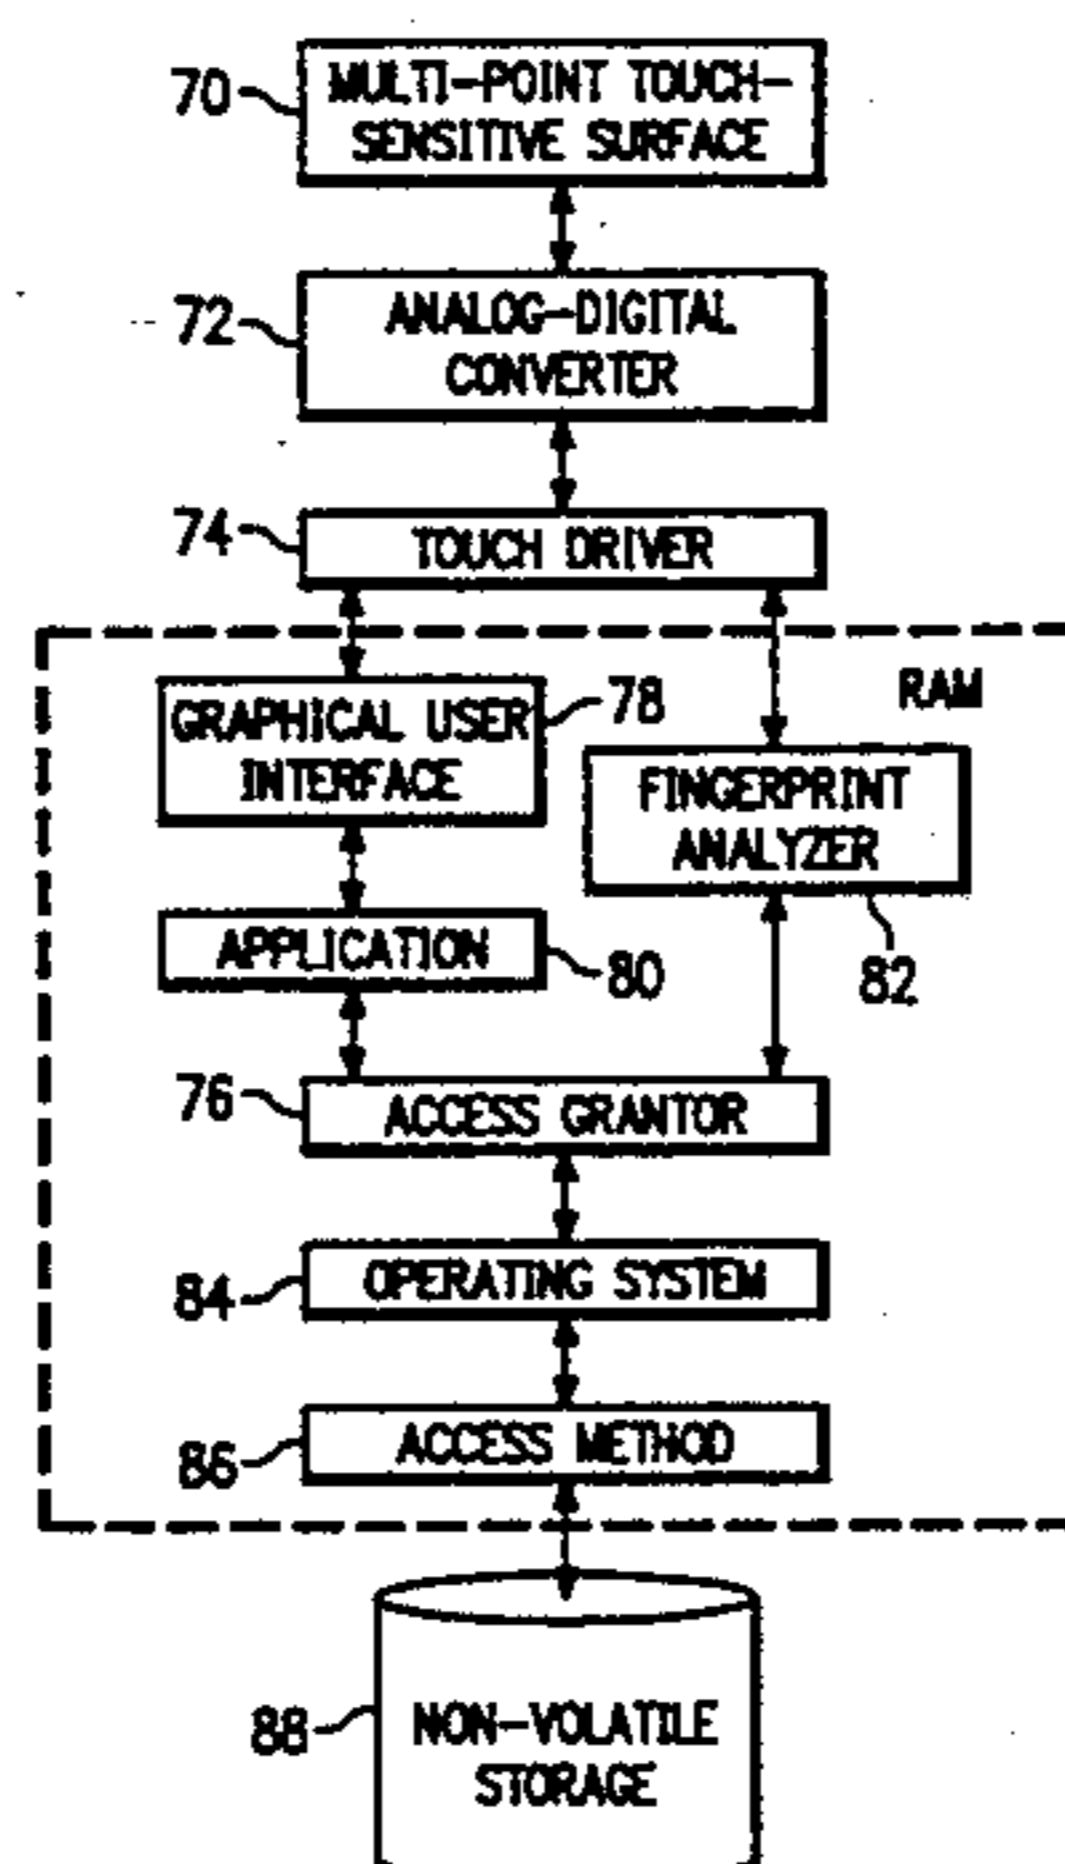 70
MULTI-POINT TOUCH-
SENSITIVE SURFACE
72
ANALOG-DIGITAL
CONVERTER
74
TOUCH DRIVER
RAM
GRAPHICAL USER
INTERFACE
78
FINGERPRINT
ANALYZER
82
APPLICATION
80
76
ACCESS GRANTOR
84
OPERATING SYSTEM
86
ACCESS METHOD
88
NON-VOLATILE
STORAGE